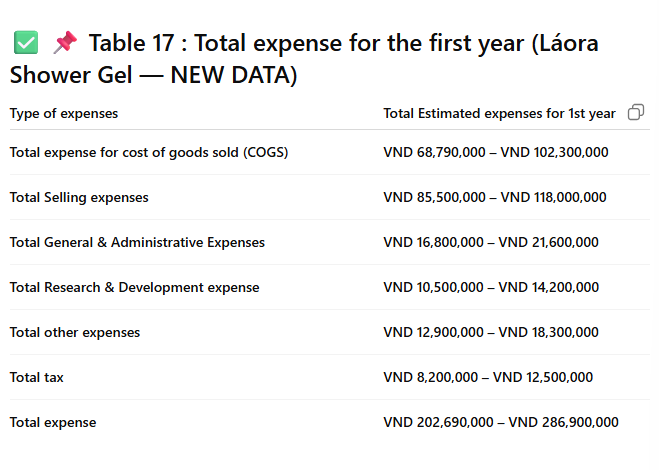 ✅ 📌 Table 17 : Total expense for the first year (Láora
Shower Gel — NEW DATA)
Type of expenses Total Estimated expenses for 1st year
Total expense for cost of goods sold (COGS) VND 68,790,000 – VND 102,300,000
Total Selling expenses VND 85,500,000 – VND 118,000,000
Total General & Administrative Expenses VND 16,800,000 – VND 21,600,000
Total Research & Development expense VND 10,500,000 – VND 14,200,000
Total other expenses VND 12,900,000 – VND 18,300,000
Total tax VND 8,200,000 – VND 12,500,000
Total expense VND 202,690,000 – VND 286,900,000